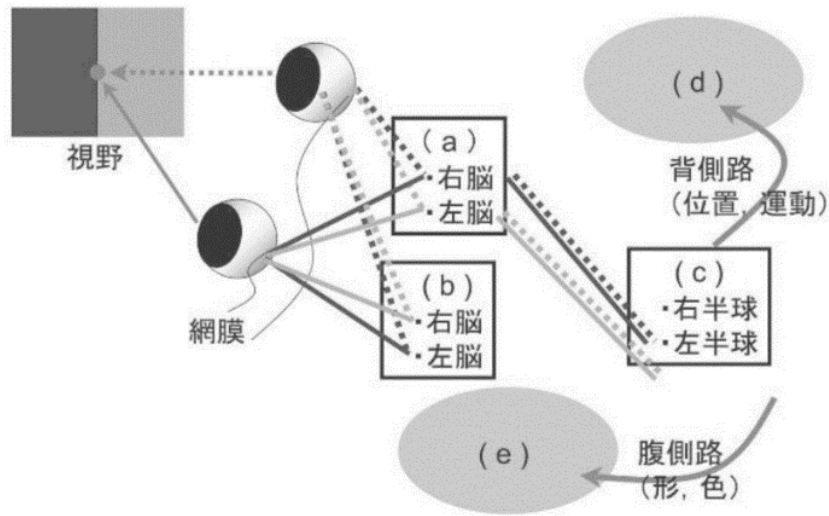 視野
網膜
(a)
・右脳
・左脳
(b)
・右脳
・左脳
(c)
・右半球
・左半球
(d)
背側路
(位置, 運動)
(e)
腹側路
(形, 色)